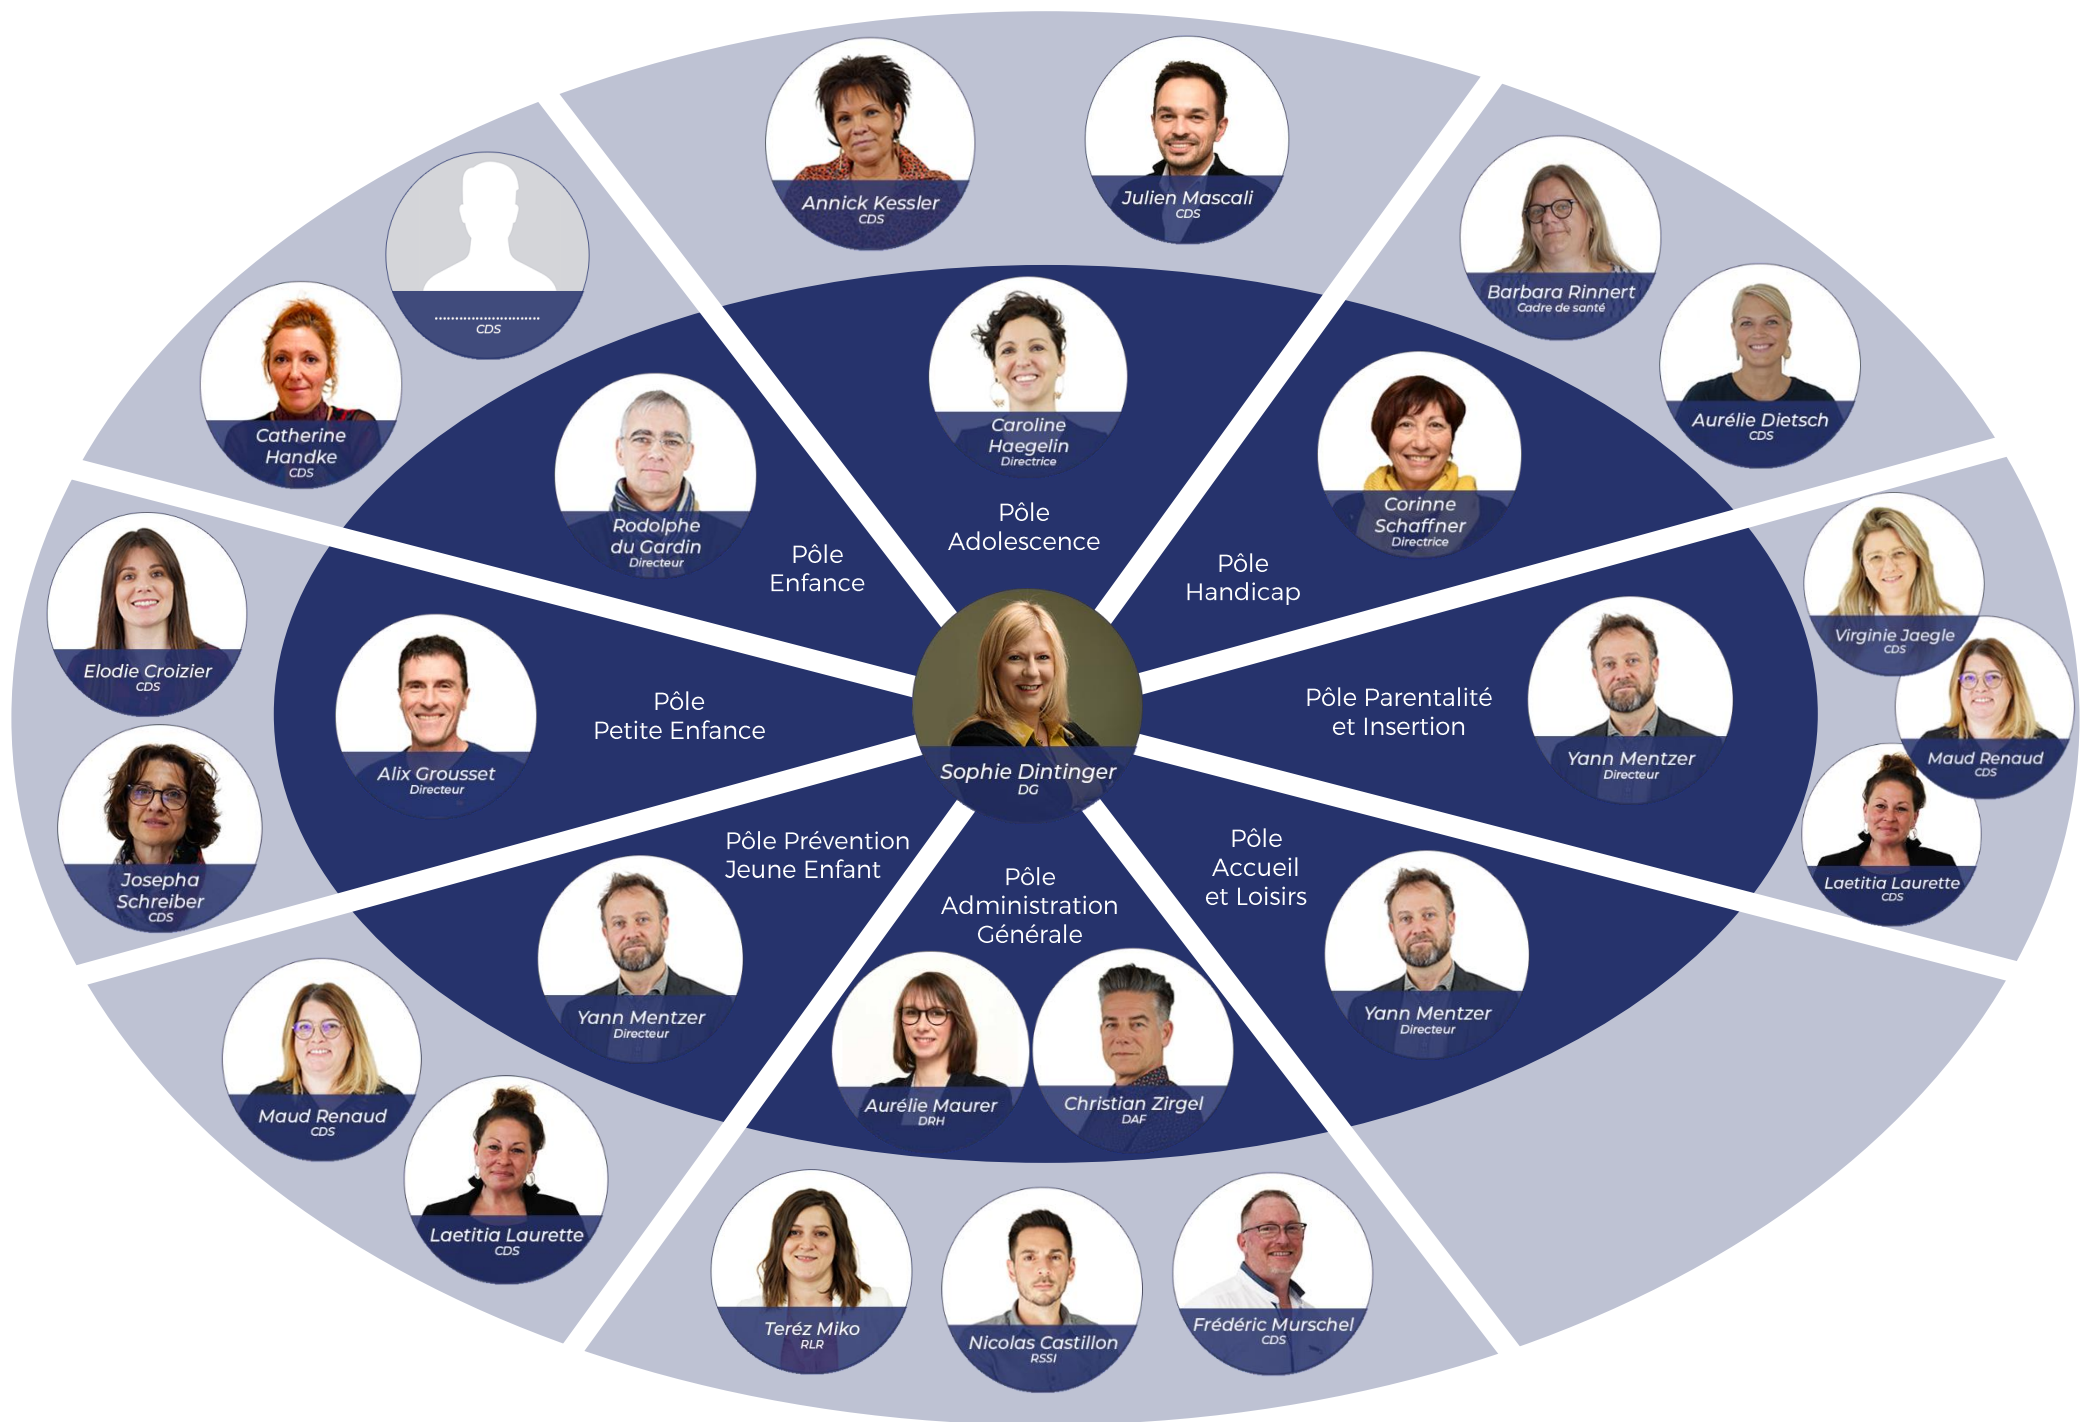 Annick Kessler
CDS
Julien Mascali
CDS
Barbara Rinnert
Cadre de santé
Aurélie Dietsch
CDS
........................
CDS
Catherine
Handke
CDS
Caroline
Haegelin
Directrice
Pôle
Adolescence
Corinne
Schaffner
Directrice
Pôle
Handicap
Rodolphe
du Gardin
Directeur
Pôle
Enfance
Elodie Croizier
CDS
Josepha
Schreiber
CDS
Alix Grousset
Directeur
Pôle
Petite Enfance
Sophie Dintinger
DG
Pôle Parentalité
et Insertion
Yann Mentzer
Directeur
Virginie Jaegle
CDS
Maud Renaud
CDS
Laetitia Laurette
CDS
Pôle Prévention
Jeune Enfant
Yann Mentzer
Directeur
Pôle
Administration
Générale
Aurélie Maurer
DRH
Christian Zirgel
DAF
Pôle
Accueil
et Loisirs
Yann Mentzer
Directeur
Maud Renaud
CDS
Laetitia Laurette
CDS
Teréz Miko
RLR
Nicolas Castillon
RSSI
Frédéric Murschel
CDS